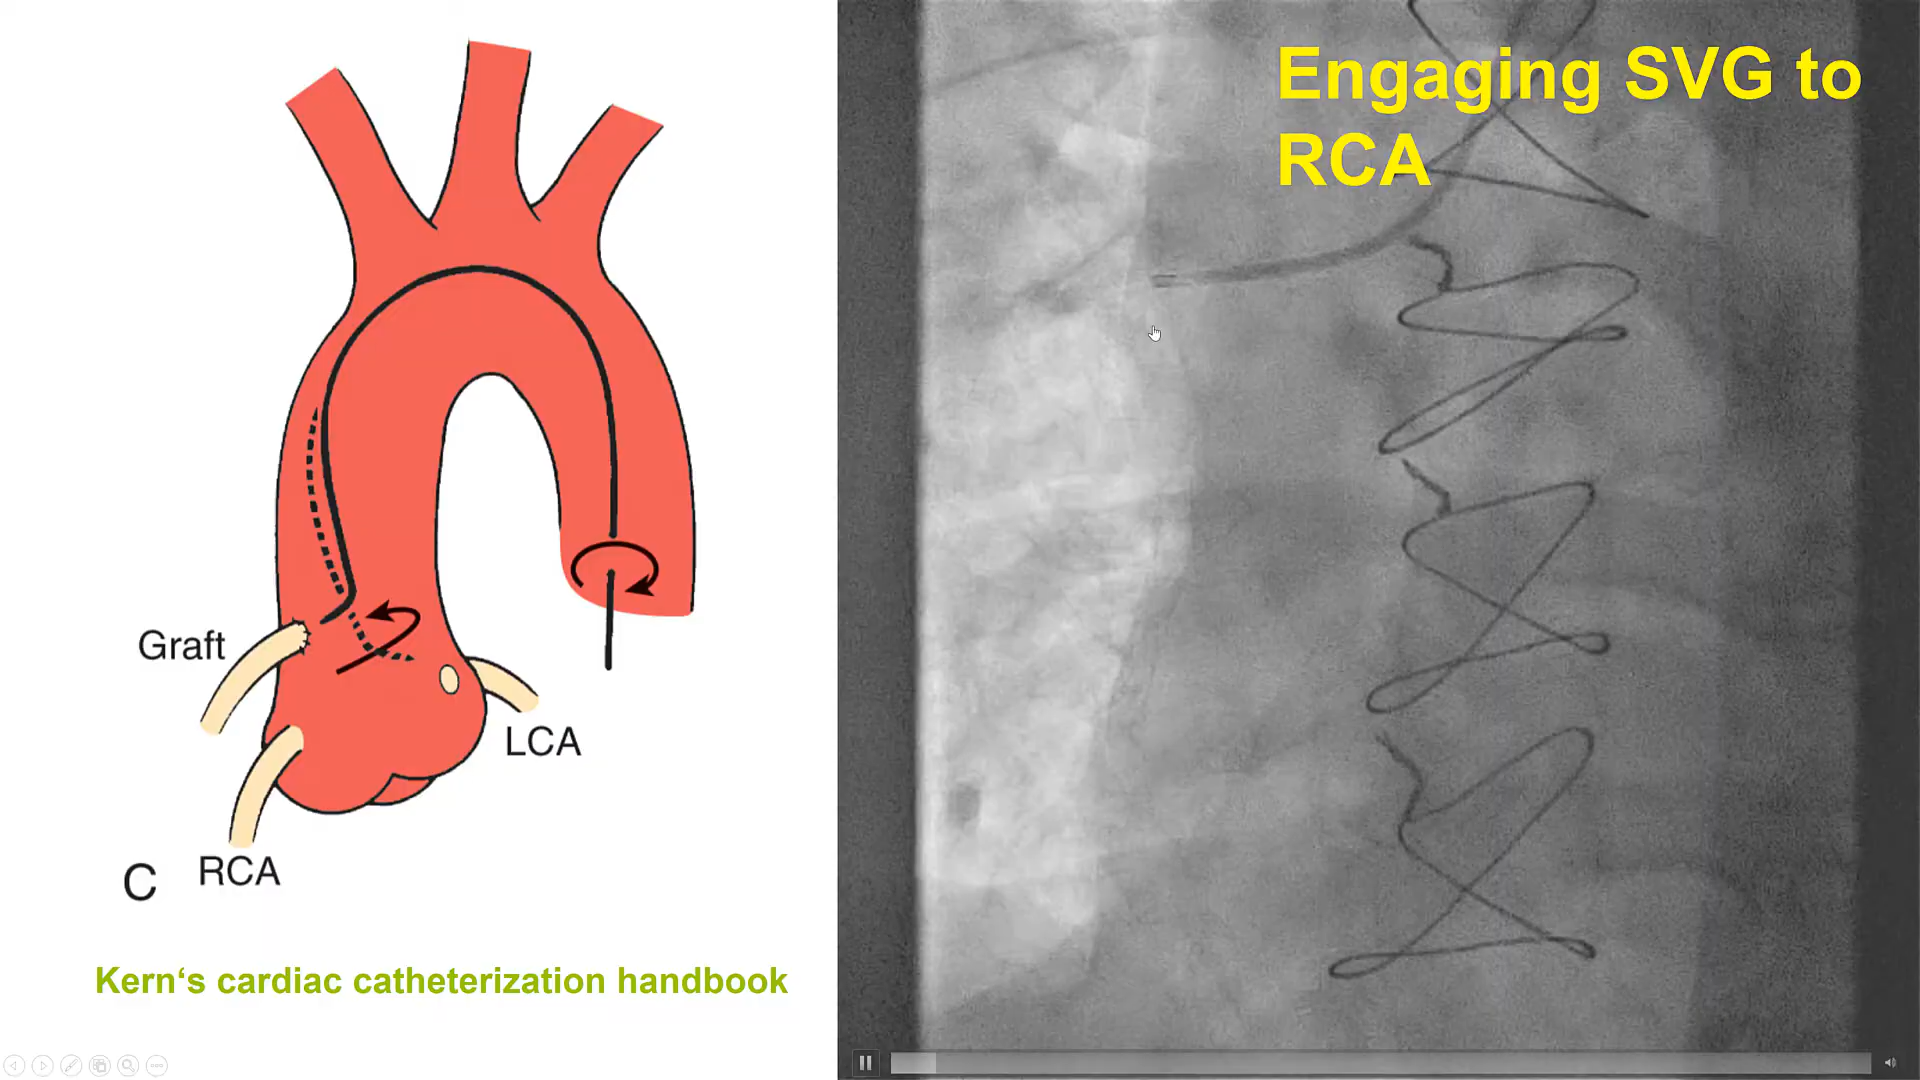 Engaging SVG to
RCA
Graft
LCA
RCA
C
Kern‘s cardiac catheterization handbook